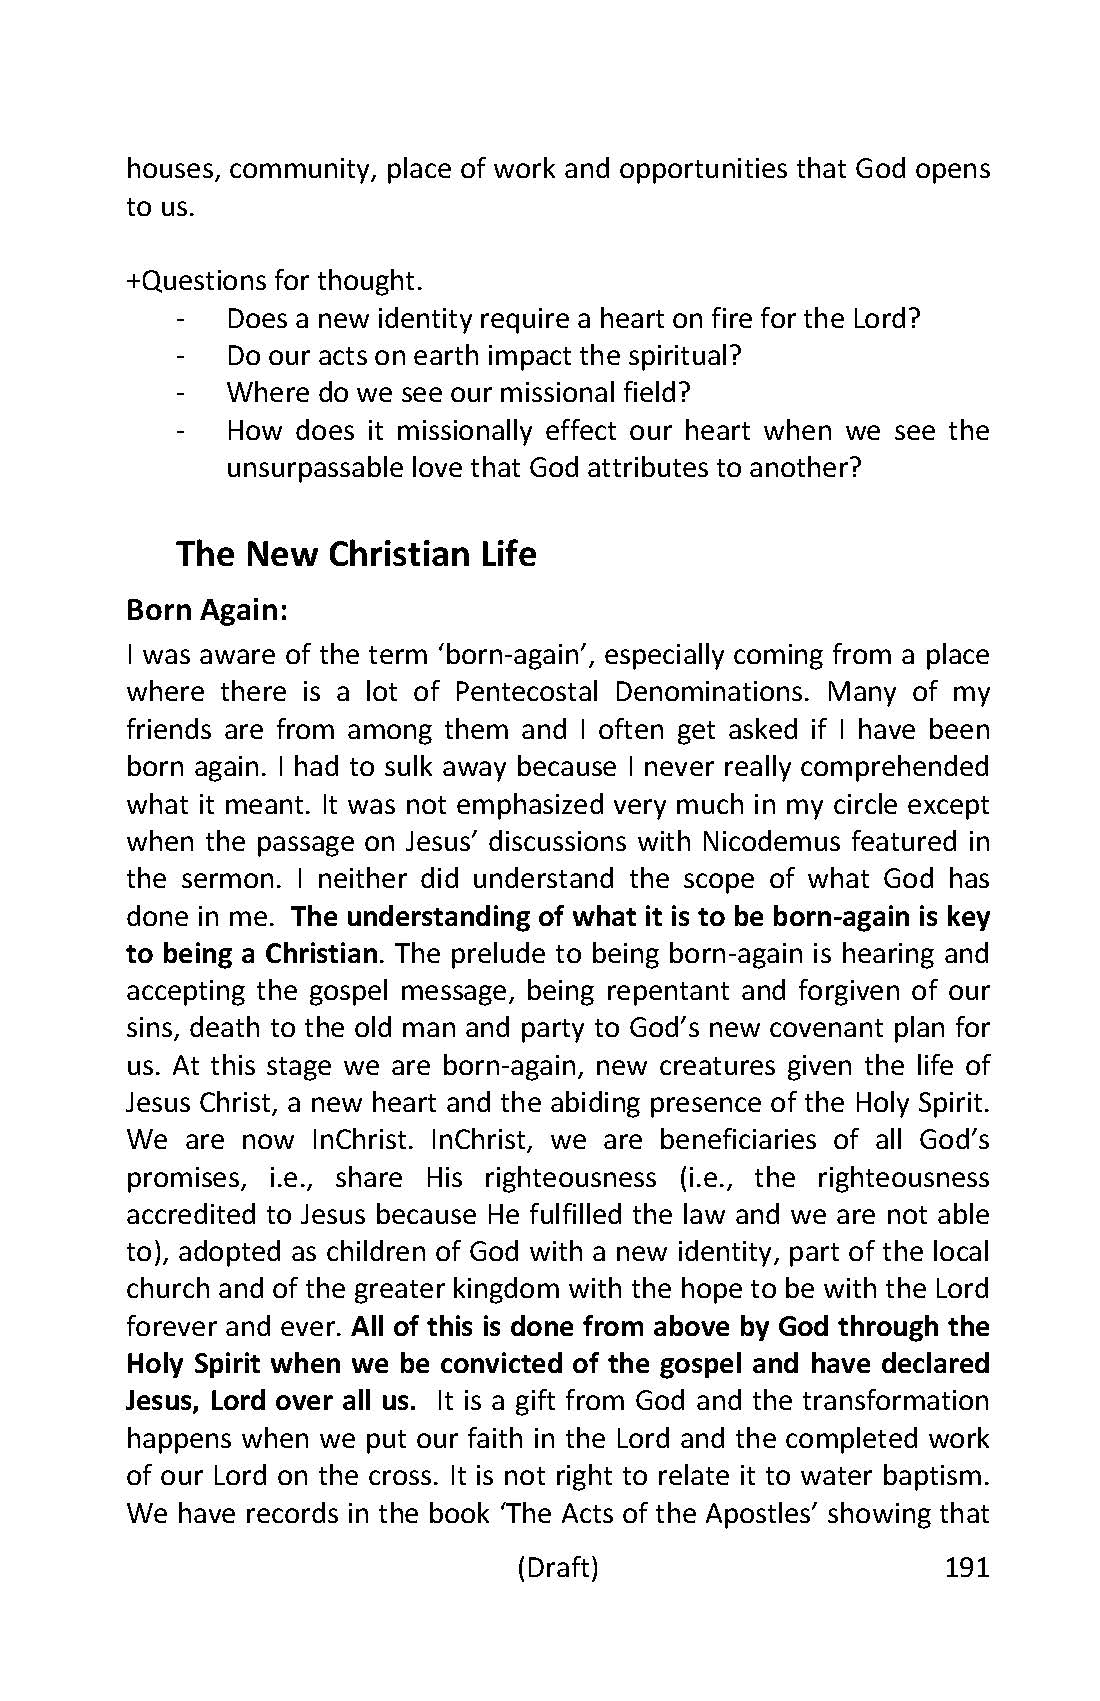 houses, community, place of work and opportunities that God opens
to us.
+Questions for thought.
- Does a new identity require a heart on fire for the Lord?
- Do our acts on earth impact the spiritual?
- Where do we see our missional field?
- How does it missionally effect our heart when we see the
unsurpassable love that God attributes to another?
The New Christian Life
Born Again:
I was aware of the term ‘born-again’, especially coming from a place
where there is a lot of Pentecostal Denominations. Many of my
friends are from among them and I often get asked if I have been
born again. I had to sulk away because I never really comprehended
what it meant. It was not emphasized very much in my circle except
when the passage on Jesus’ discussions with Nicodemus featured in
the sermon. I neither did understand the scope of what God has
done in me. The understanding of what it is to be born-again is key
to being a Christian. The prelude to being born-again is hearing and
accepting the gospel message, being repentant and forgiven of our
sins, death to the old man and party to God’s new covenant plan for
us. At this stage we are born-again, new creatures given the life of
Jesus Christ, a new heart and the abiding presence of the Holy Spirit.
We are now InChrist. InChrist, we are beneficiaries of all God’s
promises, i.e., share His righteousness (i.e., the righteousness
accredited to Jesus because He fulfilled the law and we are not able
to), adopted as children of God with a new identity, part of the local
church and of the greater kingdom with the hope to be with the Lord
forever and ever. All of this is done from above by God through the
Holy Spirit when we be convicted of the gospel and have declared
Jesus, Lord over all us. It is a gift from God and the transformation
happens when we put our faith in the Lord and the completed work
of our Lord on the cross. It is not right to relate it to water baptism.
We have records in the book ‘The Acts of the Apostles’ showing that
(Draft) 191